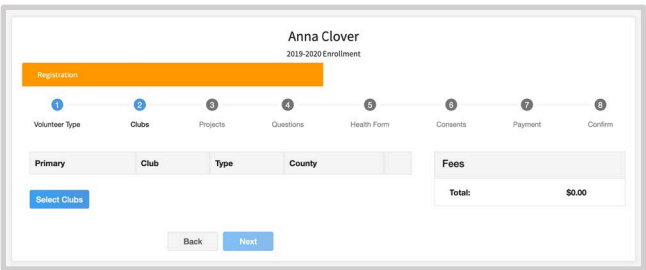 Anna Clover
2019-2020 Enrollment
Registration
1 2 3 4 5 6 7 8
Volunteer Type Clubs Projects Questions Health Form Consents Payment Confirm
Primary Club Type County
Fees
Total: $0.00
Select Clubs
Back Next